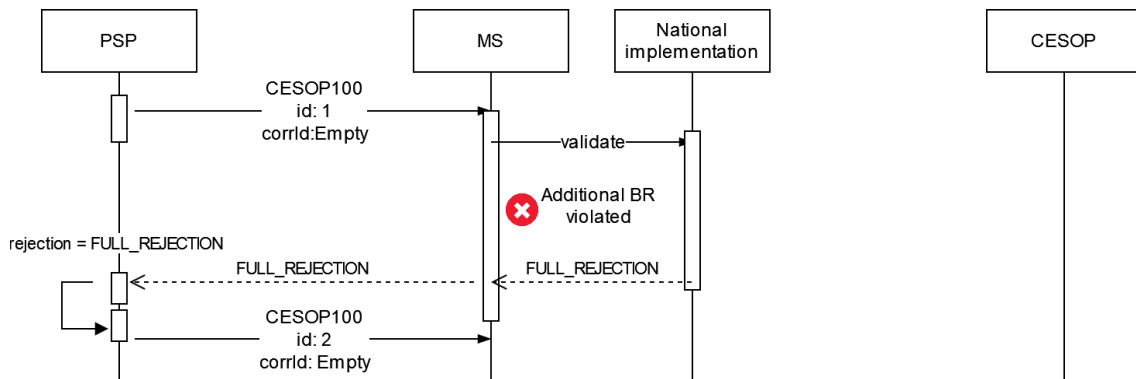 PSP
MS
National
implementation
CESOP
CESOP100
id: 1
corrId:Empty
validate
Additional BR
violated
rejection = FULL_REJECTION
FULL_REJECTION
FULL_REJECTION
CESOP100
id: 2
corrId: Empty